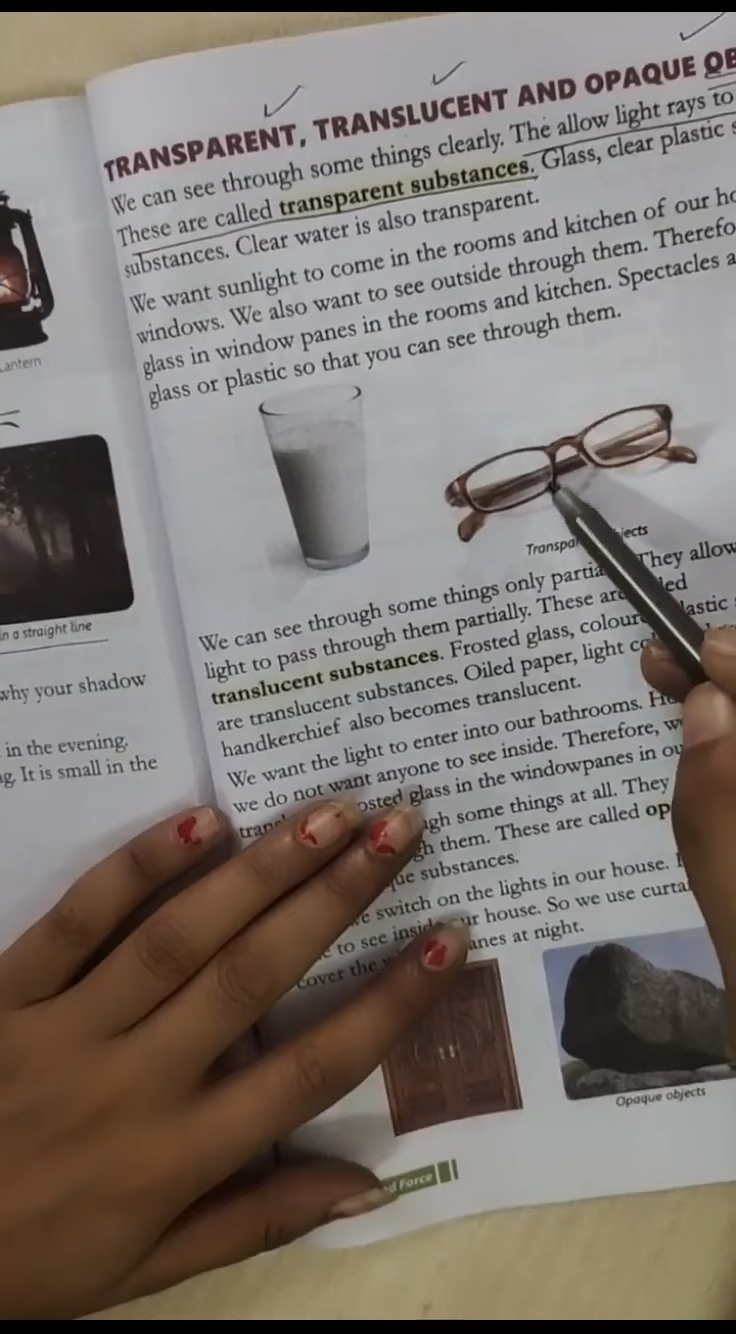 Lantern
in a straight line
why your shadow
in the evening.
It is small in the
TRANSPARENT, TRANSLUCENT AND OPAQUE OB
We can see through some things clearly. The allow light rays to
These are called transparent substances. Glass, clear plastic
substances. Clear water is also transparent.
We want sunlight to come in the rooms and kitchen of our
windows. We also want to see outside through them. Therefo
glass in window panes in the rooms and kitchen. Spectacles a
glass or plastic so that you can see through them.
Transpa jects
We can see through some things only partia They allow
light to pass through them partially. These are led
translucent substances. Frosted glass, colour lastic
are translucent substances. Oiled paper, light co
handkerchief also becomes translucent.
We want the light to enter into our bathrooms.
we do not want anyone to see inside. Therefore, w
tran osted glass in the windowpanes in ou
ugh some things at all. They
gh them. These are called op
que substances.
we switch on the lights in our house.
to see inside our house. So we use curta
cover the anes at night.
Opaque objects
d Force